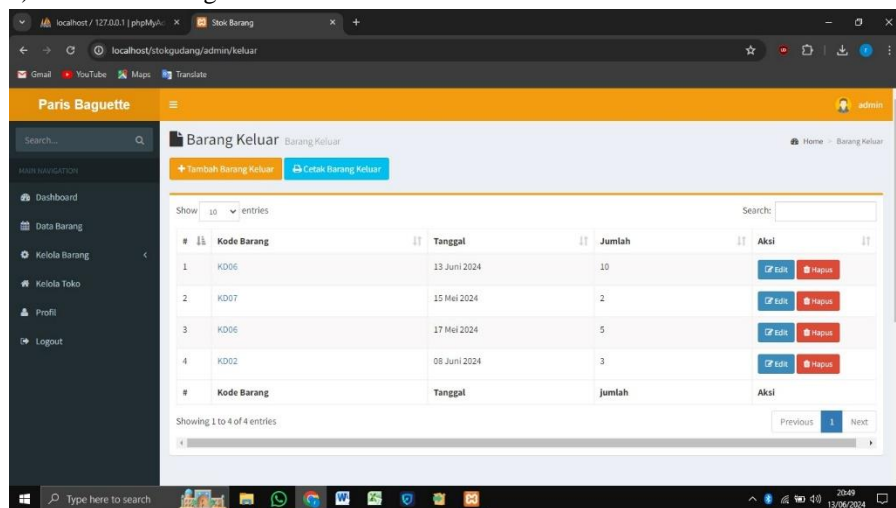 localhost / 127.0.0.1 | phpMyAd
Stok Barang
localhost/stokgudang/admin/keluar
Gmail YouTube Maps Translate
Paris Baguette
admin
Search...
MAIN NAVIGATION
Dashboard
Data Barang
Kelola Barang
Kelola Toko
Profil
Logout
Barang Keluar Barang Keluar
Home > Barang Keluar
+ Tambah Barang Keluar Cetak Barang Keluar
Show 10 entries Search:
# Kode Barang Tanggal Jumlah Aksi
1 KD06 13 Juni 2024 10 Edit Hapus
2 KD07 15 Mei 2024 2 Edit Hapus
3 KD06 17 Mei 2024 5 Edit Hapus
4 KD02 08 Juni 2024 3 Edit Hapus
# Kode Barang Tanggal jumlah Aksi
Showing 1 to 4 of 4 entries Previous 1 Next
Type here to search
20:49
13/06/2024